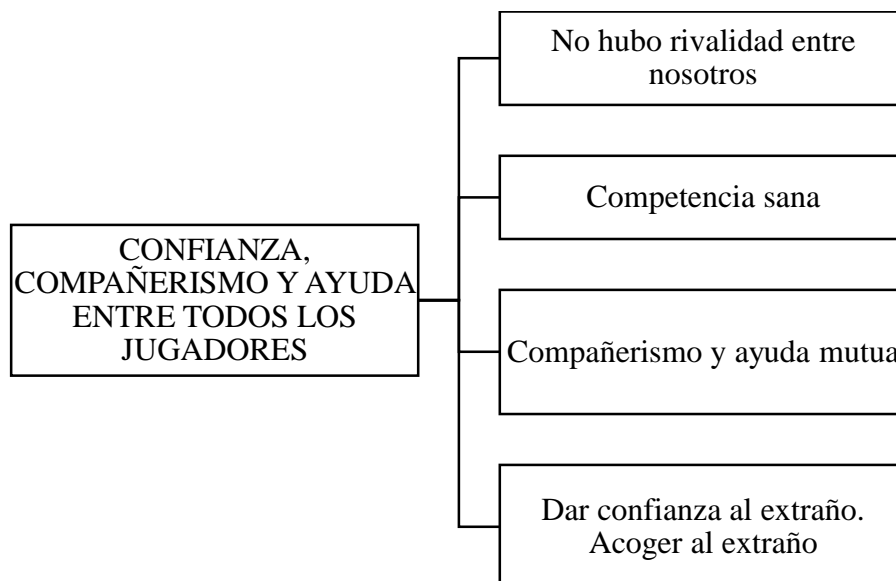 No hubo rivalidad entre
nosotros
Competencia sana
CONFIANZA,
COMPAÑERISMO Y AYUDA
ENTRE TODOS LOS
JUGADORES
Compañerismo y ayuda mutua
Dar confianza al extraño.
Acoger al extraño